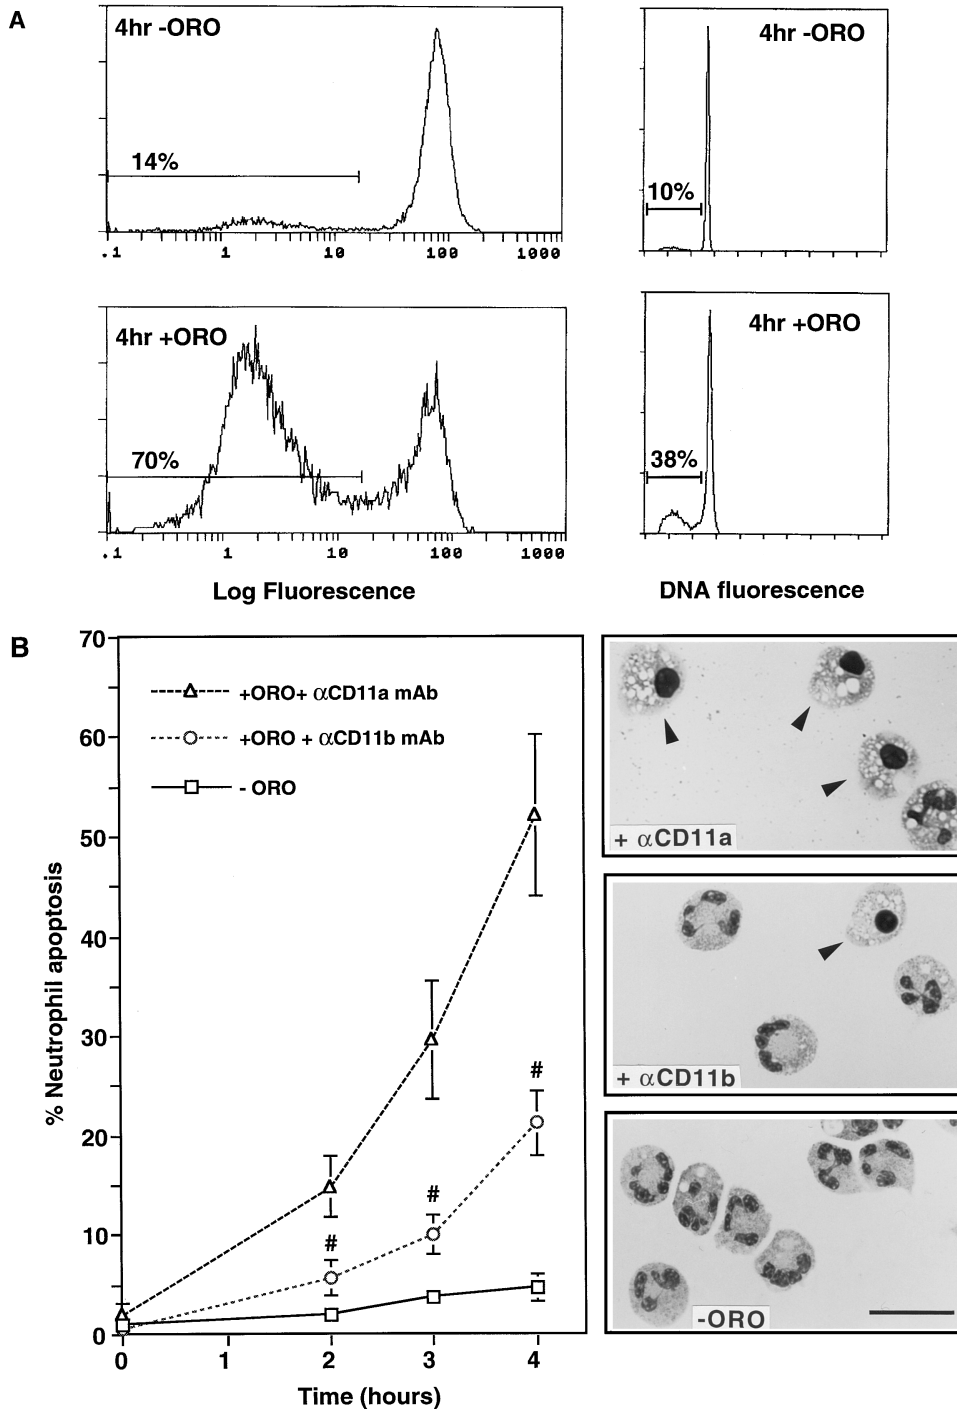 A
4hr -ORO
14%
.1 1 10 100 1000
4hr -ORO
10%
4hr +ORO
70%
.1 1 10 100 1000
Log Fluorescence
4hr +ORO
38%
DNA fluorescence
B
70
60
50
40
30
20
10
0
% Neutrophil apoptosis
+ORO+ αCD11a mAb
+ORO + αCD11b mAb
- ORO
#
#
#
0 1 2 3 4
Time (hours)
+ αCD11a
+ αCD11b
-ORO